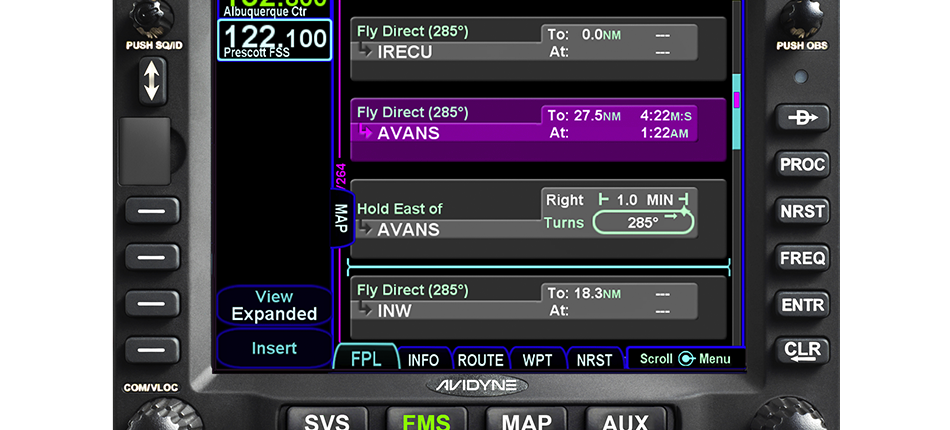 Albuquerque Ctr
122.100
Prescott FSS
PUSH SQ/ID
PUSH OBS
Fly Direct (285°)
IRECU
To: 0.0NM ---
At: ---
Fly Direct (285°)
AVANS
To: 27.5NM 4:22M:S
At: 1:22AM
MAP
Hold East of
AVANS
Right 1.0 MIN
Turns 285°
Fly Direct (285°)
INW
To: 18.3NM ---
At: ---
View
Expanded
Insert
FPL INFO ROUTE WPT NRST Scroll Menu
D
PROC
NRST
FREQ
ENTR
CLR
COM/VLOC
AVIDYNE
SVS FMS MAP AUX